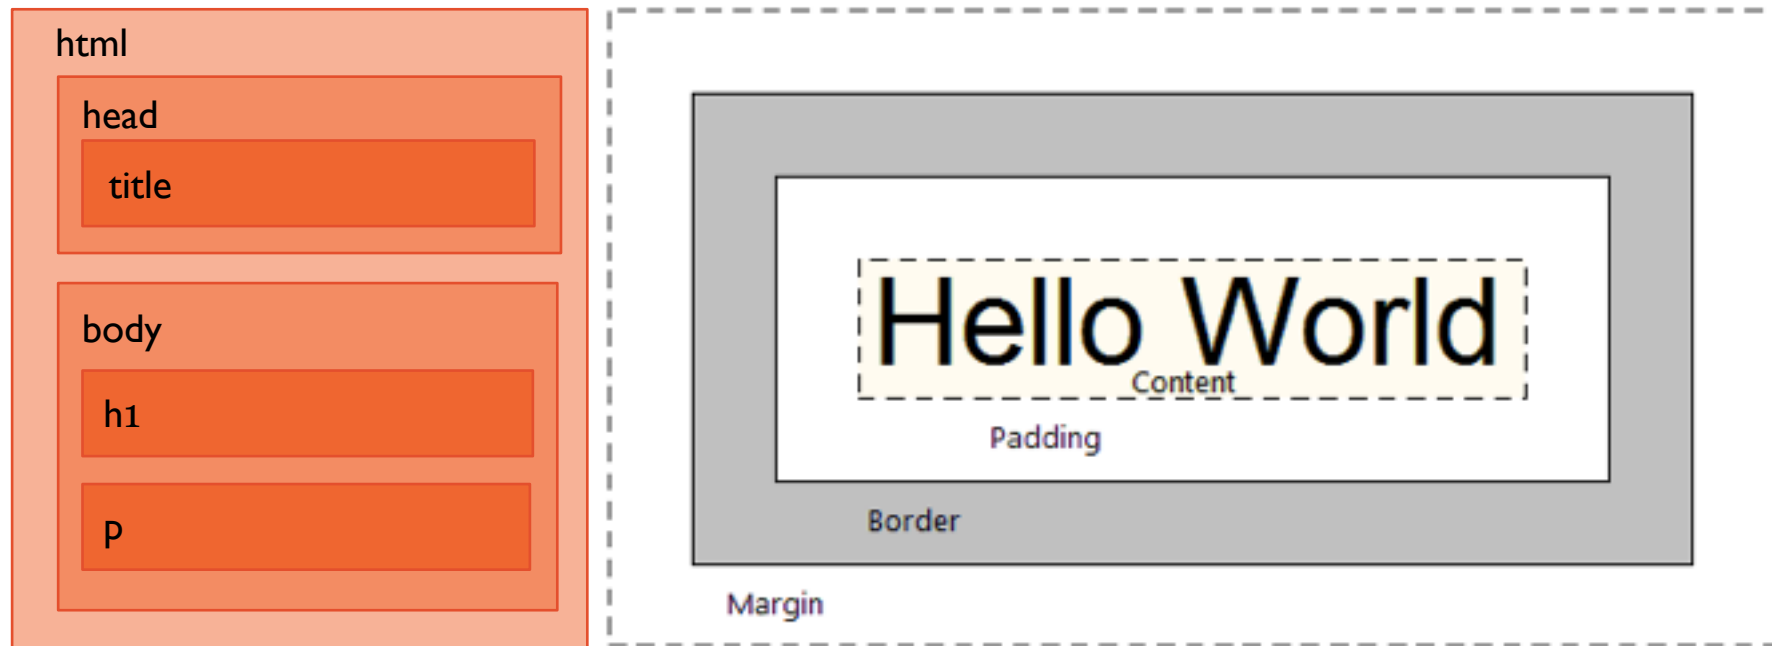 html
head
title
body
h1
p
Hello World
Content
Padding
Border
Margin